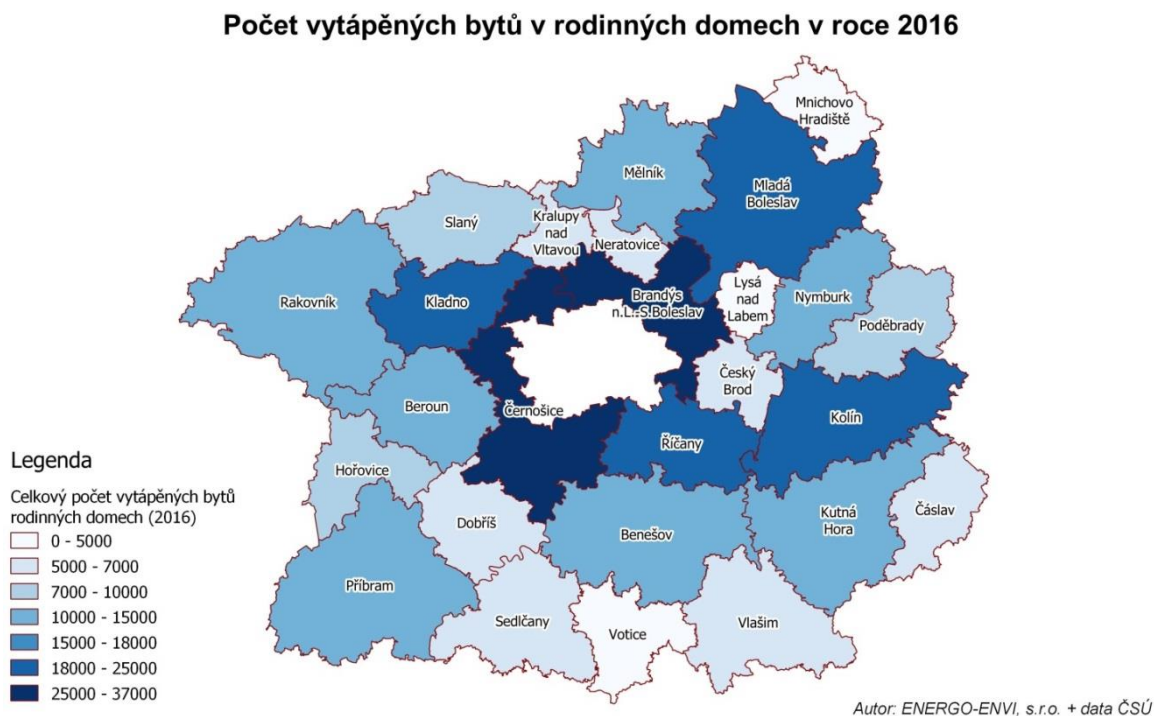 Počet vytápěných bytů v rodinných domech v roce 2016
Mnichovo
Hradiště
Mělník
Mladá
Boleslav
Slaný
Kralupy
nad
Vltavou
Neratovice
Rakovník
Kladno
Brandýs
n.L.-S.Boleslav
Lysá
nad
Labem
Nymburk
Poděbrady
Český
Brod
Beroun
Černošice
Kolín
Říčany
Hořovice
Dobříš
Benešov
Kutná
Hora
Čáslav
Příbram
Sedlčany
Votice
Vlašim
Legenda
Celkový počet vytápěných bytů
rodinných domech (2016)
0 - 5000
5000 - 7000
7000 - 10000
10000 - 15000
15000 - 18000
18000 - 25000
25000 - 37000
Autor: ENERGO-ENVI, s.r.o. + data ČSÚ